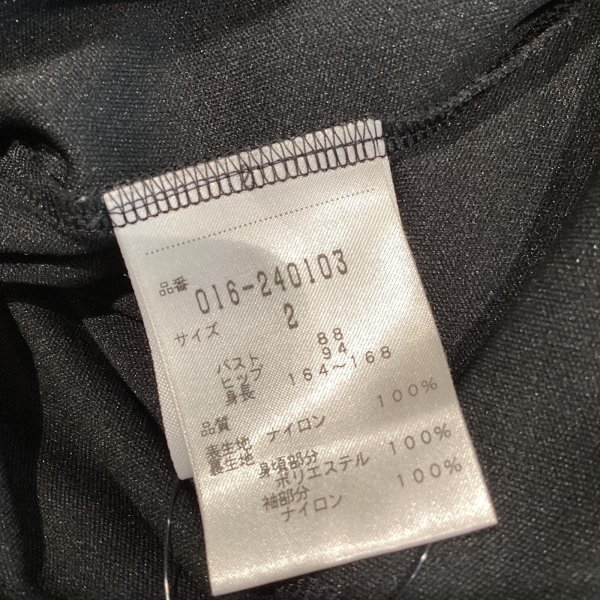 品番 016-240103
サイズ 2
バスト 88
ヒップ 94
身長 164～168
品質
表生地 ナイロン 100%
裏生地 身頃部分
ポリエステル 100%
袖部分
ナイロン 100%